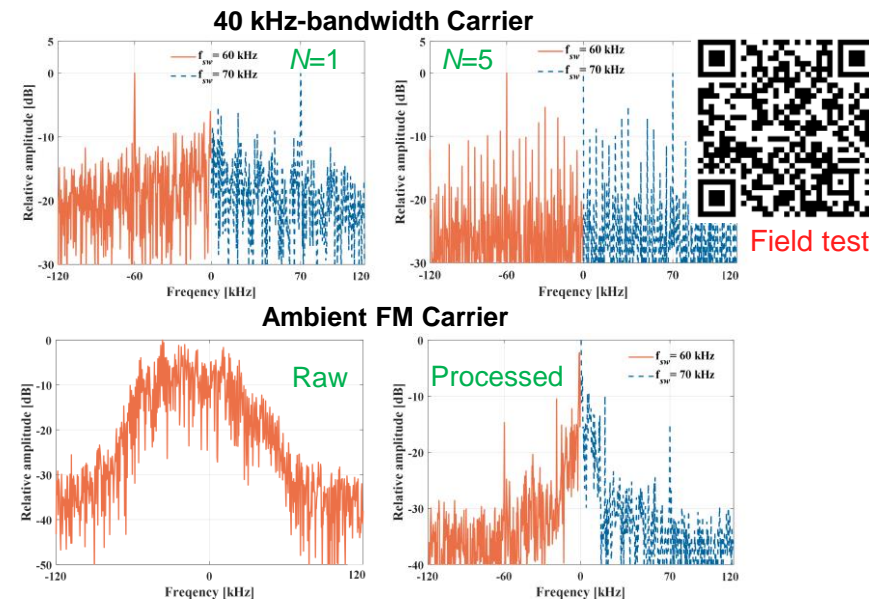 40 kHz-bandwidth Carrier
5
0
-10
-20
-30
Relative amplitude [dB]
f_sw = 60 kHz
f_sw = 70 kHz
N=1
-120
-60
0
70
120
Freqency [kHz]
5
0
-10
-20
-30
Relative amplitude [dB]
f_sw = 60 kHz
f_sw = 70 kHz
N=5
-120
-60
0
70
120
Freqency [kHz]
Field test
Ambient FM Carrier
0
-10
-20
-30
-40
-50
Relative amplitude [dB]
Raw
-120
0
120
Freqency [kHz]
0
-10
-20
-30
-40
Relative amplitude [dB]
Processed
f_sw = 60 kHz
f_sw = 70 kHz
-120
-60
0
70
120
Freqency [kHz]